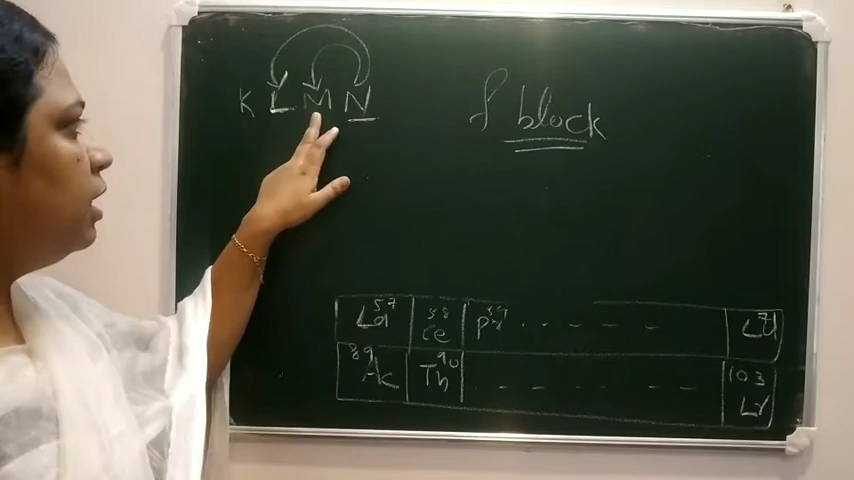 K L M N
f block
La 57 Ce 58 Pr 59 . . - - - Lu 71
Ac 89 Th 90 - - - - - Lr 103